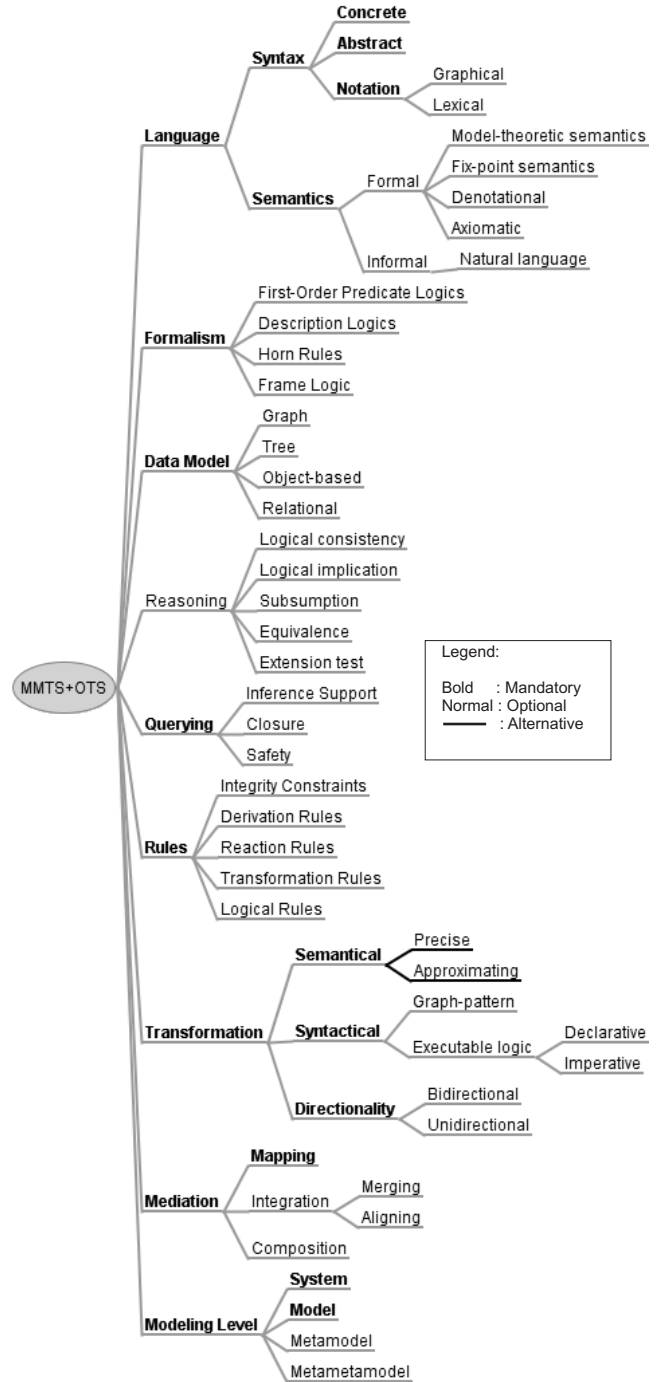 Concrete
Abstract
Syntax
Graphical
Notation
Lexical
Language
Model-theoretic semantics
Fix-point semantics
Formal
Denotational
Semantics
Axiomatic
Informal
Natural language
First-Order Predicate Logics
Description Logics
Formalism
Horn Rules
Frame Logic
Graph
Tree
Data Model
Object-based
Relational
Logical consistency
Logical implication
Reasoning
Subsumption
Equivalence
Extension test
MMTS+OTS
Inference Support
Querying
Closure
Safety
Integrity Constraints
Derivation Rules
Rules
Reaction Rules
Transformation Rules
Logical Rules
Legend:
Bold : Mandatory
Normal : Optional
: Alternative
Precise
Semantical
Approximating
Graph-pattern
Transformation
Syntactical
Declarative
Executable logic
Imperative
Bidirectional
Directionality
Unidirectional
Mapping
Merging
Mediation
Integration
Aligning
Composition
System
Model
Modeling Level
Metamodel
Metametamodel